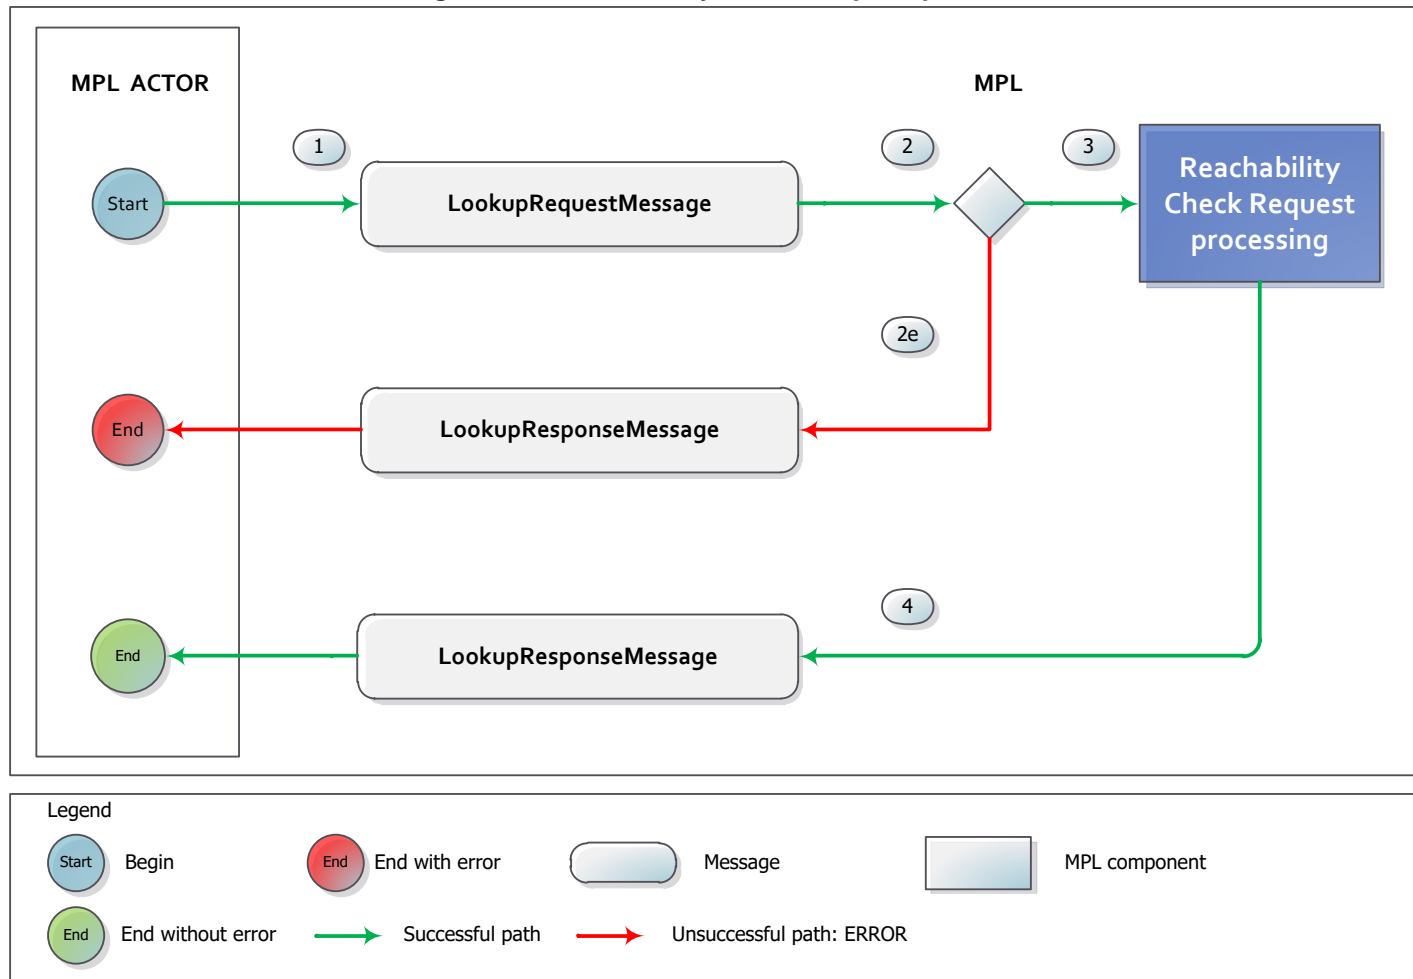 MPL ACTOR
MPL
1
2
3
Start
LookupRequestMessage
Reachability
Check Request
processing
2e
End
LookupResponseMessage
4
End
LookupResponseMessage
Legend
Start Begin
End End with error
Message
MPL component
End End without error
Successful path
Unsuccessful path: ERROR